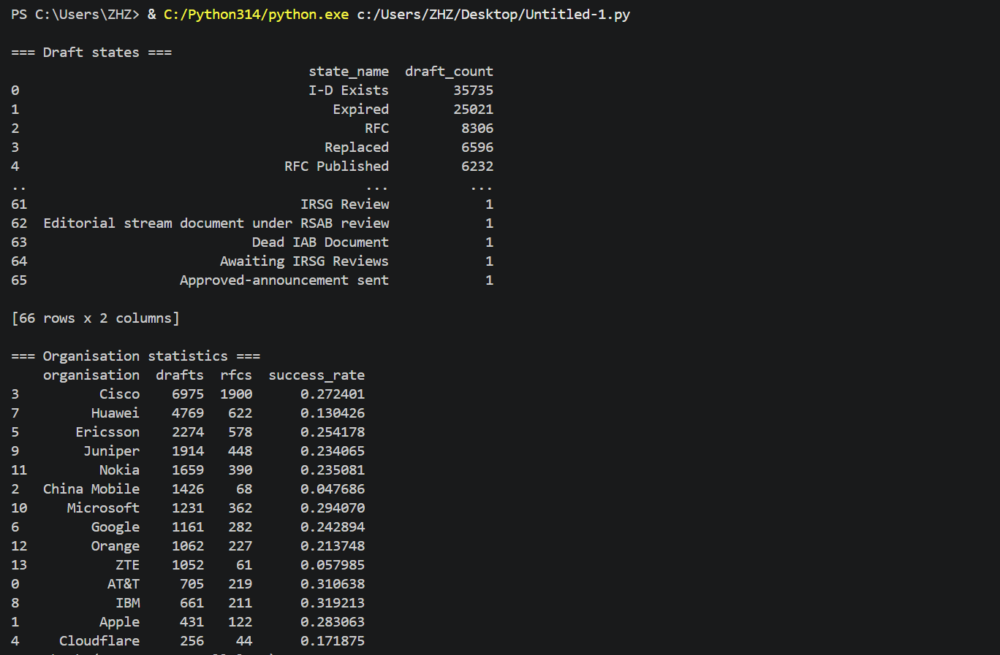 PS C:\Users\ZHZ> & C:/Python314/python.exe c:/Users/ZHZ/Desktop/Untitled-1.py
=== Draft states ===
state_name draft_count
0 I-D Exists 35735
1 Expired 25021
2 RFC 8306
3 Replaced 6596
4 RFC Published 6232
.. ... ...
61 IRSG Review 1
62 Editorial stream document under RSAB review 1
63 Dead IAB Document 1
64 Awaiting IRSG Reviews 1
65 Approved-announcement sent 1
[66 rows x 2 columns]
=== Organisation statistics ===
organisation drafts rfcs success_rate
3 Cisco 6975 1900 0.272401
7 Huawei 4769 622 0.130426
5 Ericsson 2274 578 0.254178
9 Juniper 1914 448 0.234065
11 Nokia 1659 390 0.235081
2 China Mobile 1426 68 0.047686
10 Microsoft 1231 362 0.294070
6 Google 1161 282 0.242894
12 Orange 1062 227 0.213748
13 ZTE 1052 61 0.057985
0 AT&T 705 219 0.310638
8 IBM 661 211 0.319213
1 Apple 431 122 0.283063
4 Cloudflare 256 44 0.171875